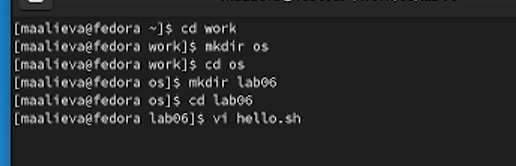 [maalieva@fedora ~]$ cd work
[maalieva@fedora work]$ mkdir os
[maalieva@fedora work]$ cd os
[maalieva@fedora os]$ mkdir lab06
[maalieva@fedora os]$ cd lab06
[maalieva@fedora lab06]$ vi hello.sh